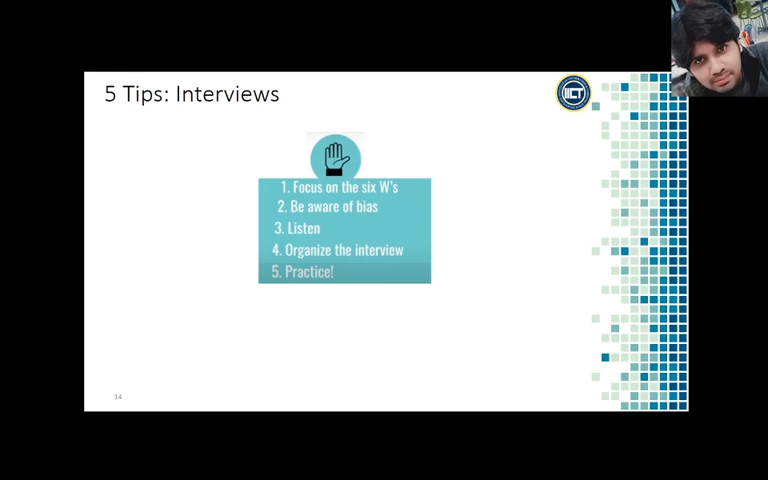 5 Tips: Interviews
IICT
1. Focus on the six W's
2. Be aware of bias
3. Listen
4. Organize the interview
5. Practice!
14